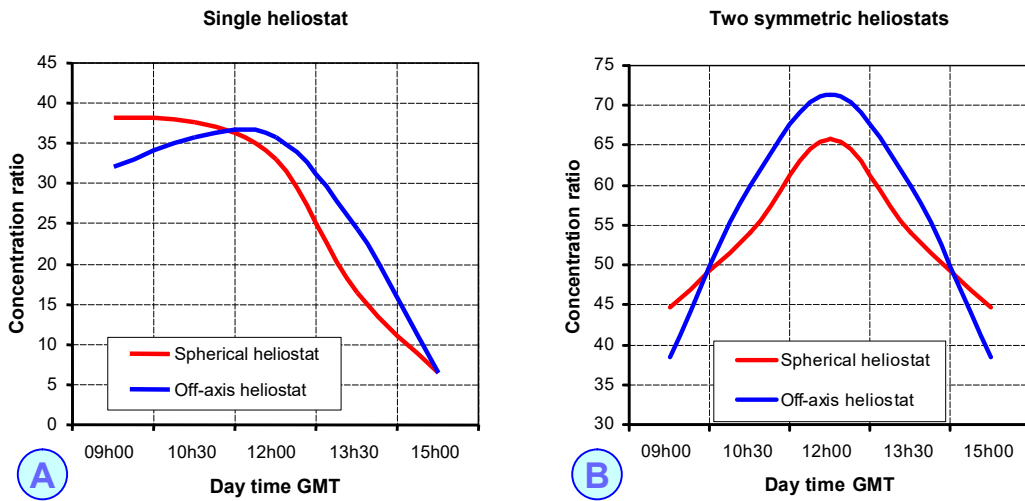 Single heliostat
45
40
35
30
25
20
15
10
5
0
Concentration ratio
Spherical heliostat
Off-axis heliostat
09h00 10h30 12h00 13h30 15h00
Day time GMT
A
Two symmetric heliostats
75
70
65
60
55
50
45
40
35
30
Concentration ratio
Spherical heliostat
Off-axis heliostat
09h00 10h30 12h00 13h30 15h00
Day time GMT
B